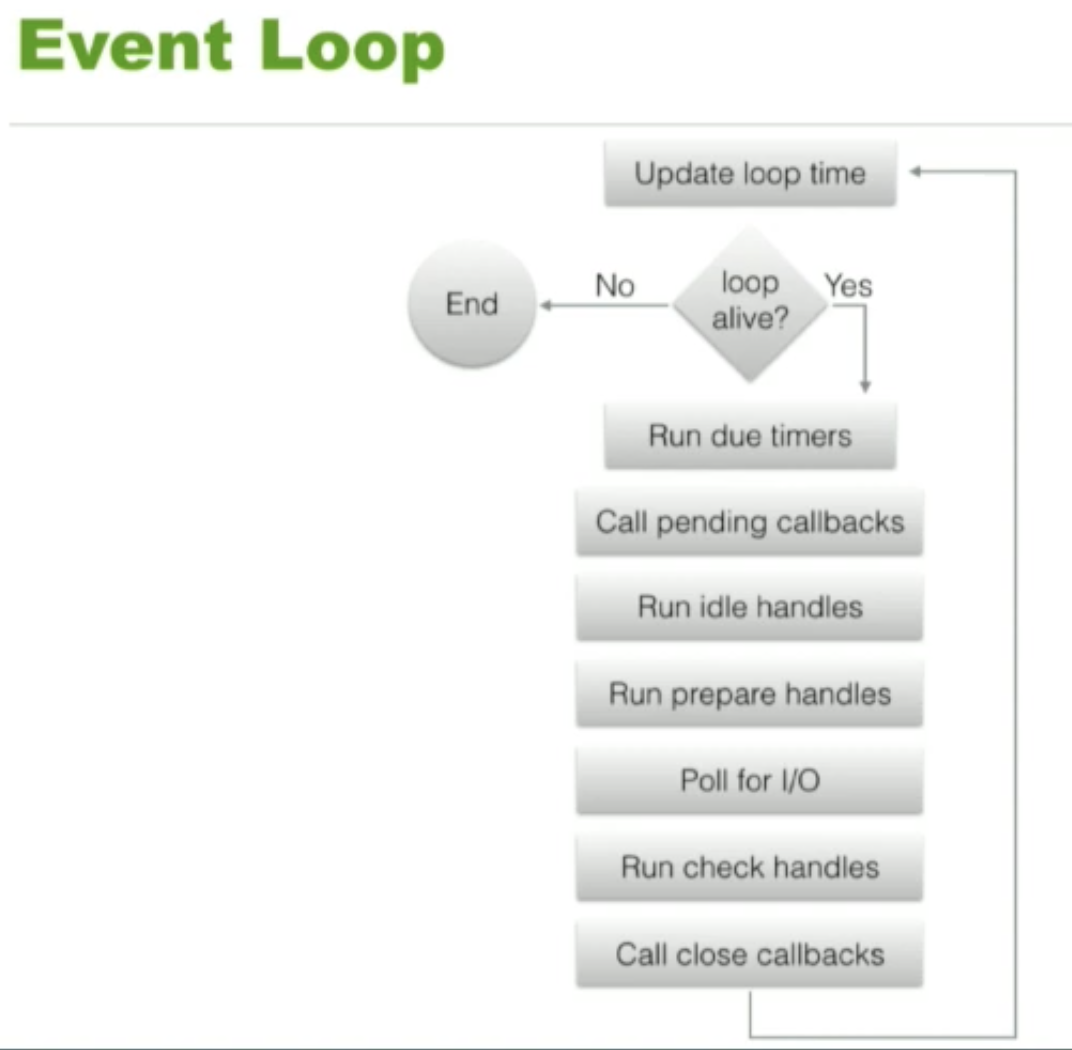 Event Loop
Update loop time
No
loop
alive?
Yes
End
Run due timers
Call pending callbacks
Run idle handles
Run prepare handles
Poll for I/O
Run check handles
Call close callbacks